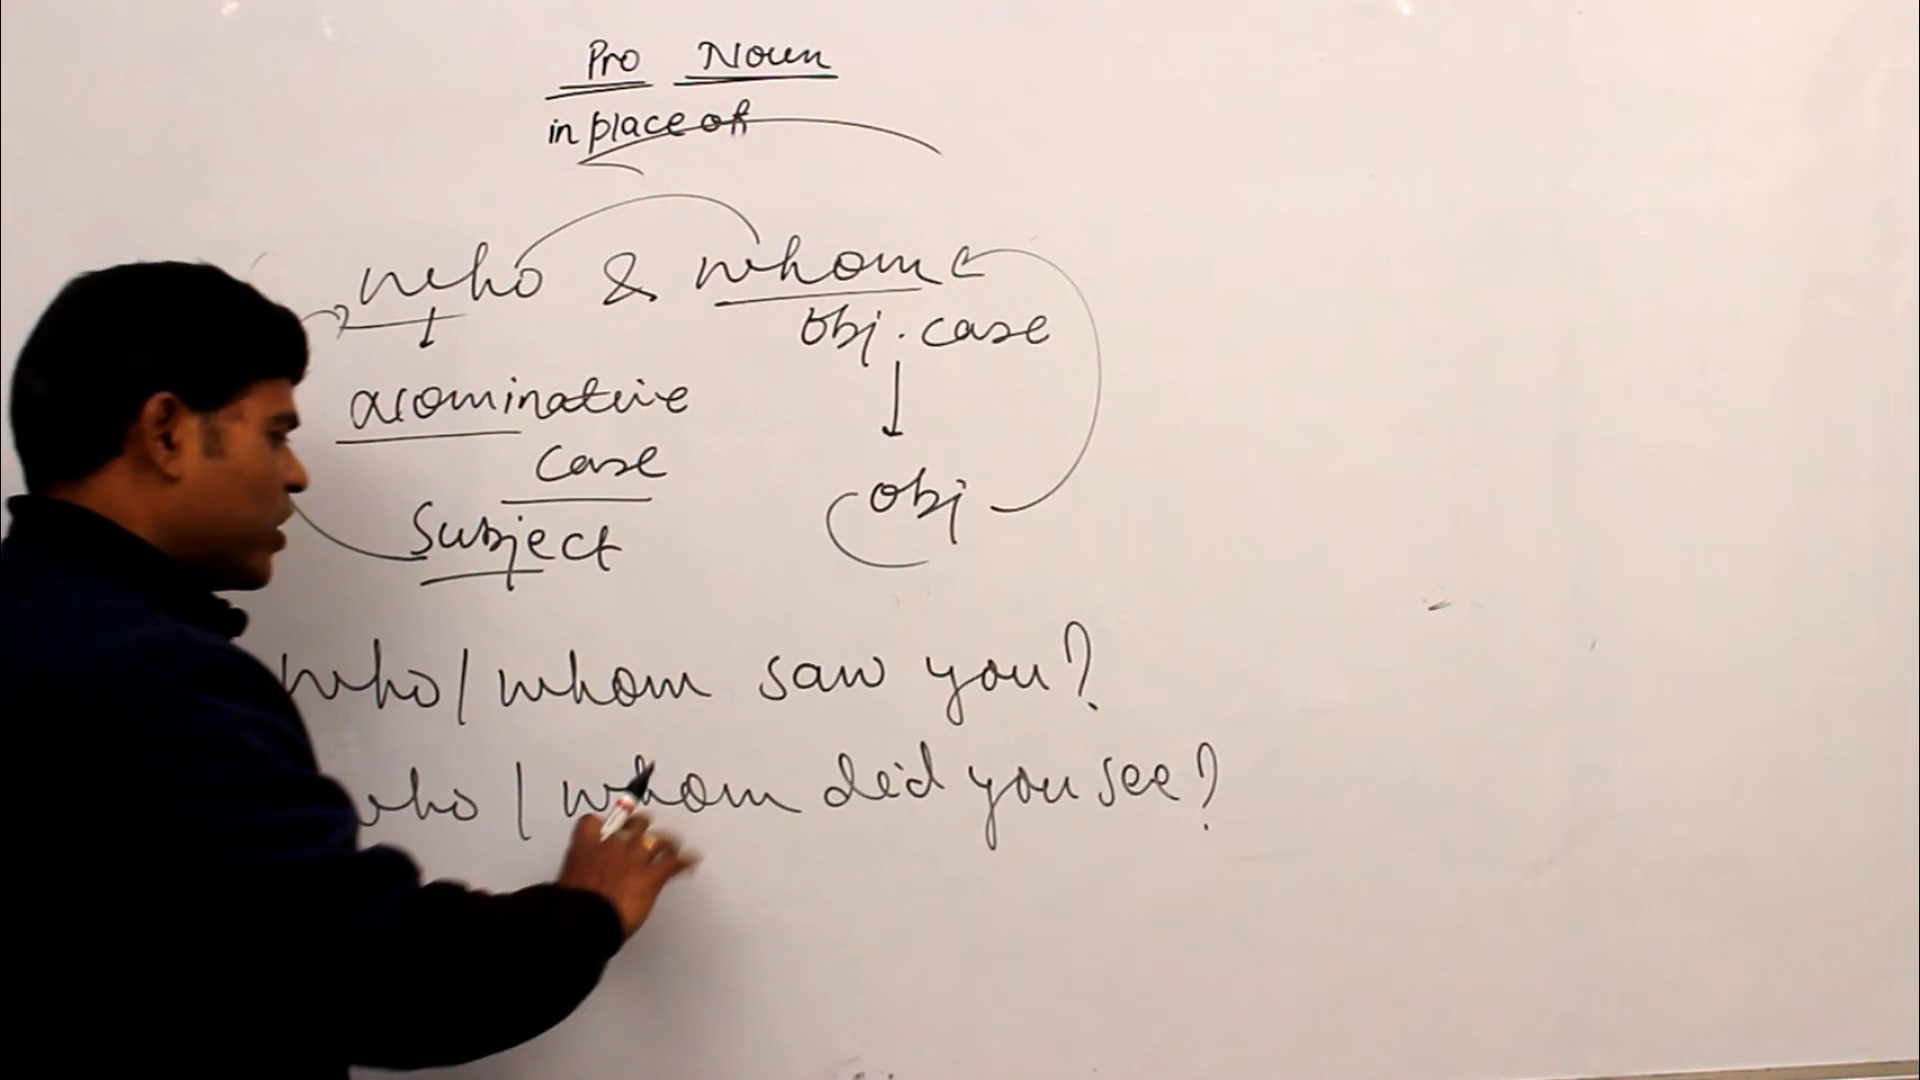 Pro Noun
in place of
who & whom
obj. case
nominative
case
obj
Subject
who / whom saw you?
who / whom did you see?